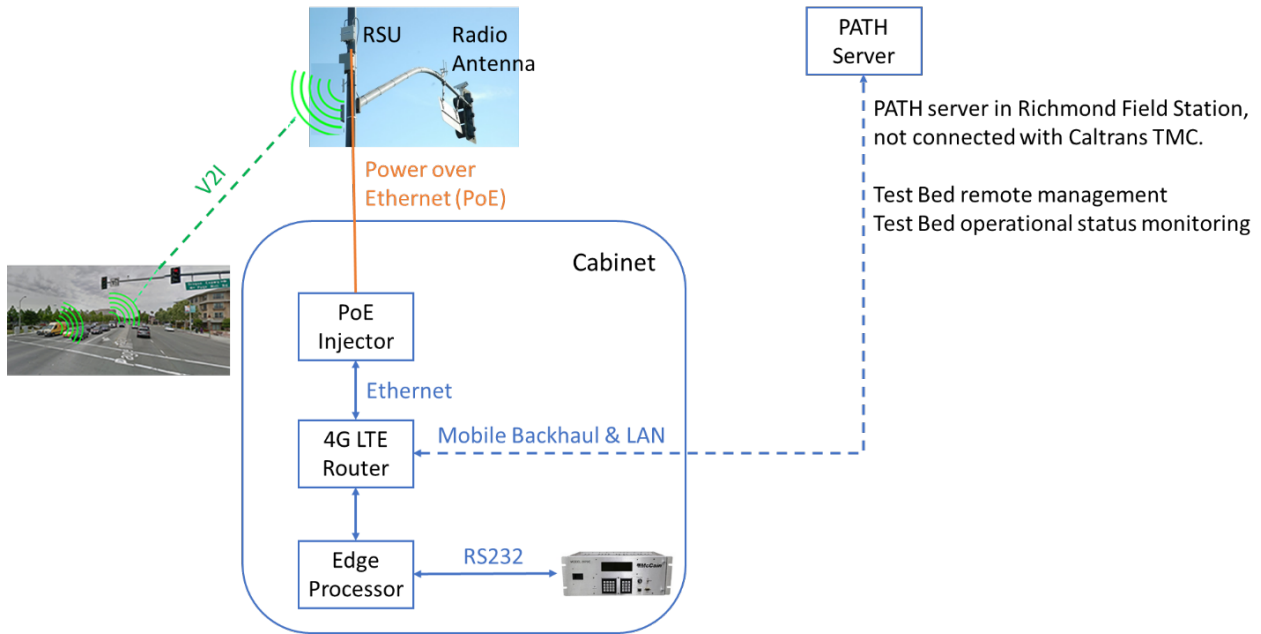 RSU
Radio
Antenna
PATH
Server
PATH server in Richmond Field Station,
not connected with Caltrans TMC.
Test Bed remote management
Test Bed operational status monitoring
V2I
Power over
Ethernet (PoE)
Cabinet
PoE
Injector
Ethernet
4G LTE
Router
Mobile Backhaul & LAN
Edge
Processor
RS232
McCain